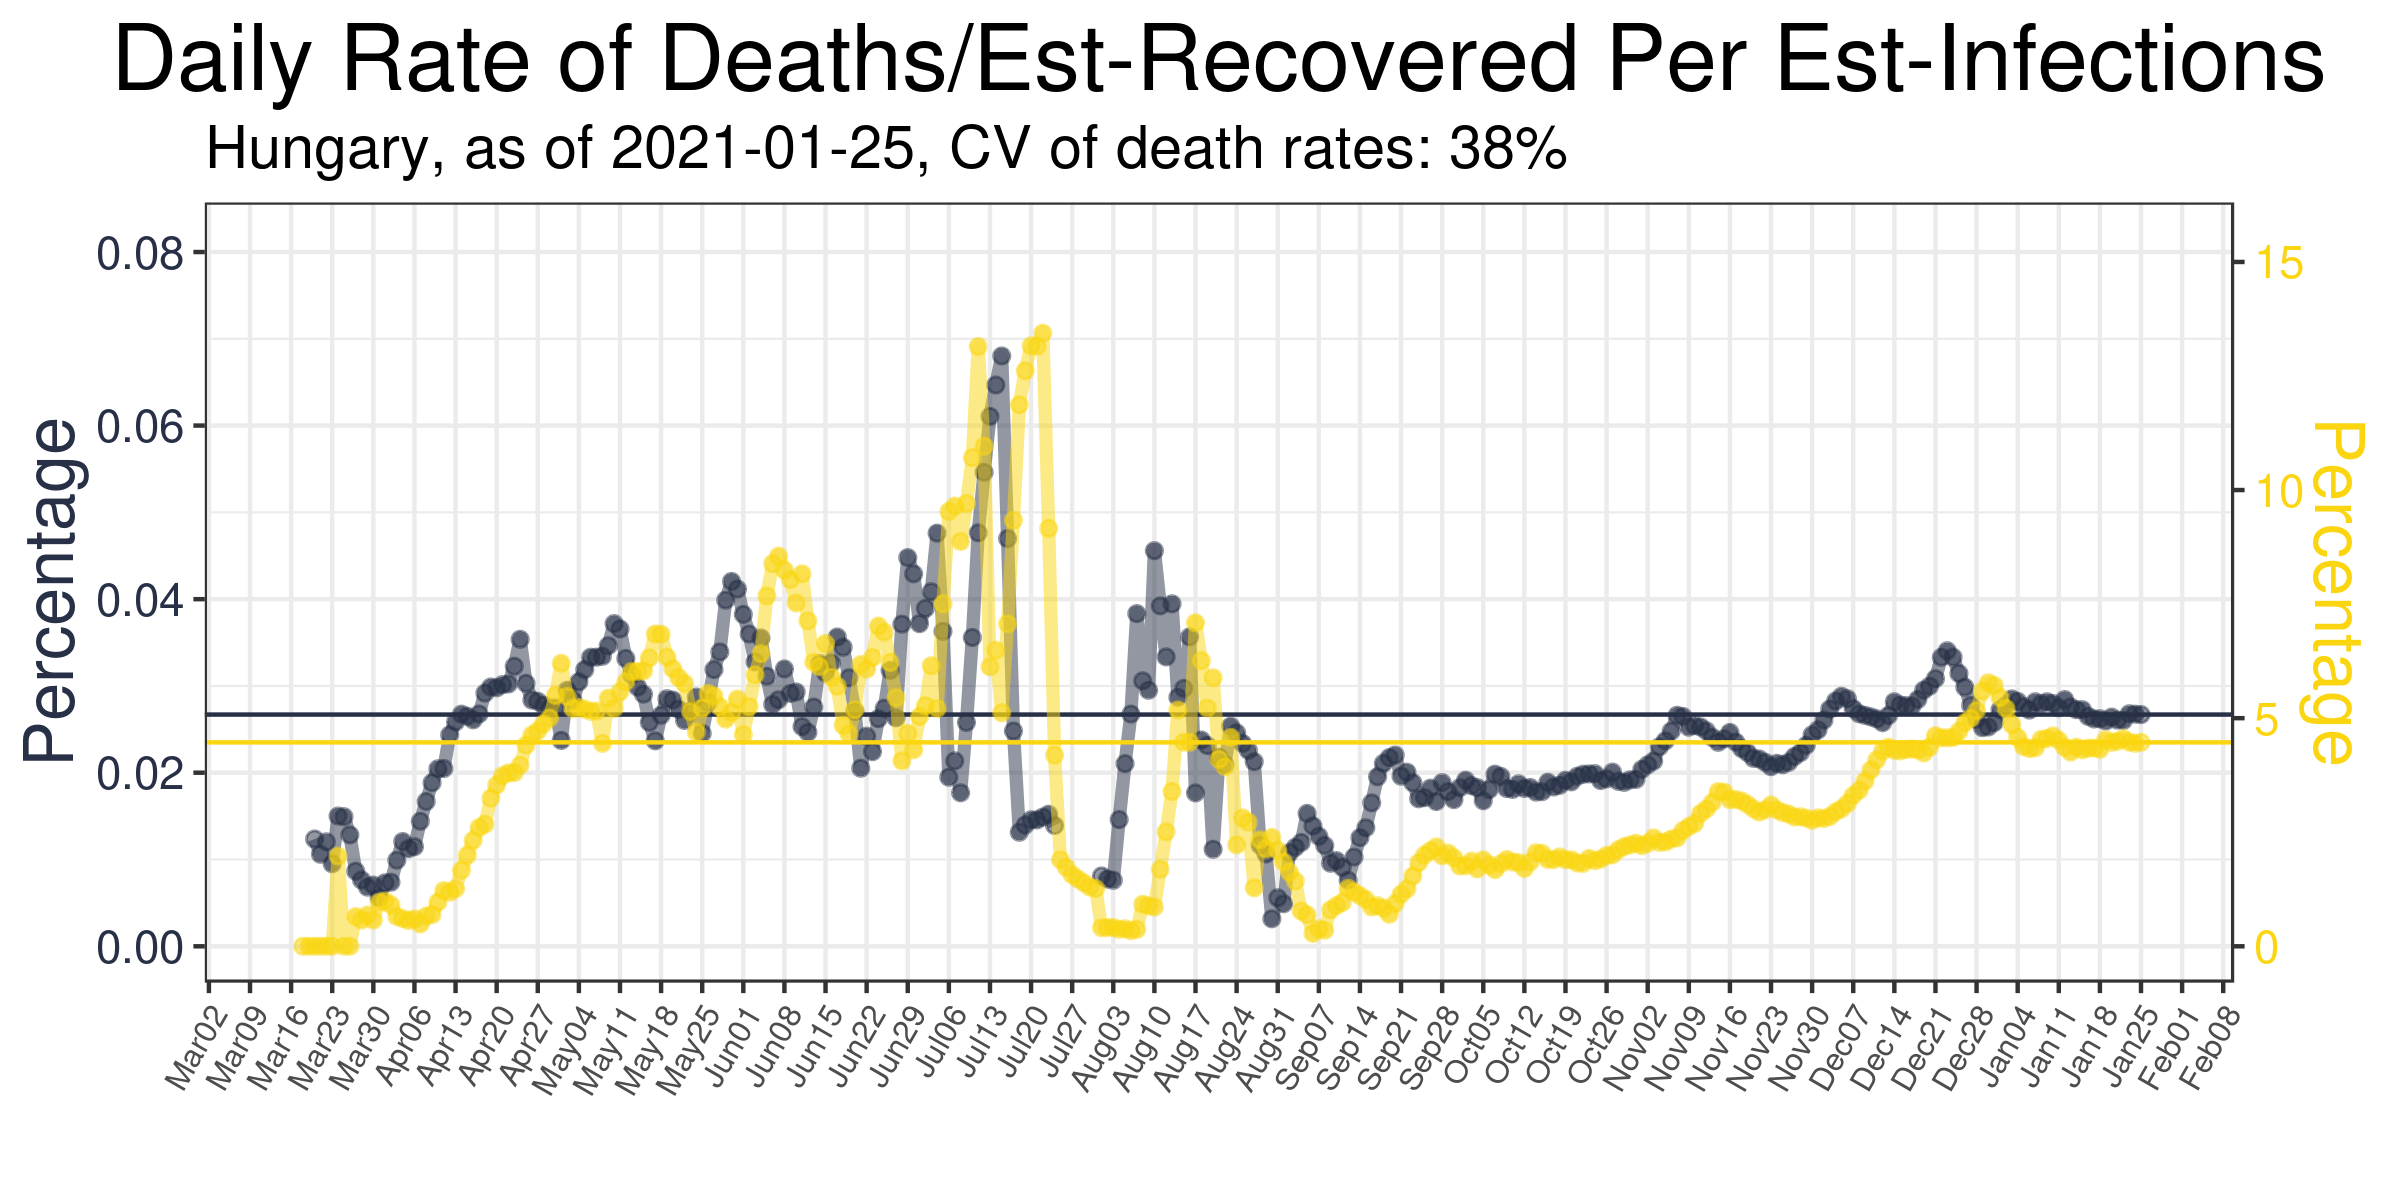 Daily Rate of Deaths/Est-Recovered Per Est-Infections
Hungary, as of 2021-01-25, CV of death rates: 38%
Percentage
0.08
0.06
0.04
0.02
0.00
15
10
5
0
Percentage
Mar02
Mar09
Mar16
Mar23
Mar30
Apr06
Apr13
Apr20
Apr27
May04
May11
May18
May25
Jun01
Jun08
Jun15
Jun22
Jun29
Jul06
Jul13
Jul20
Jul27
Aug03
Aug10
Aug17
Aug24
Aug31
Sep07
Sep14
Sep21
Sep28
Oct05
Oct12
Oct19
Oct26
Nov02
Nov09
Nov16
Nov23
Nov30
Dec07
Dec14
Dec21
Dec28
Jan04
Jan11
Jan18
Jan25
Feb01
Feb08